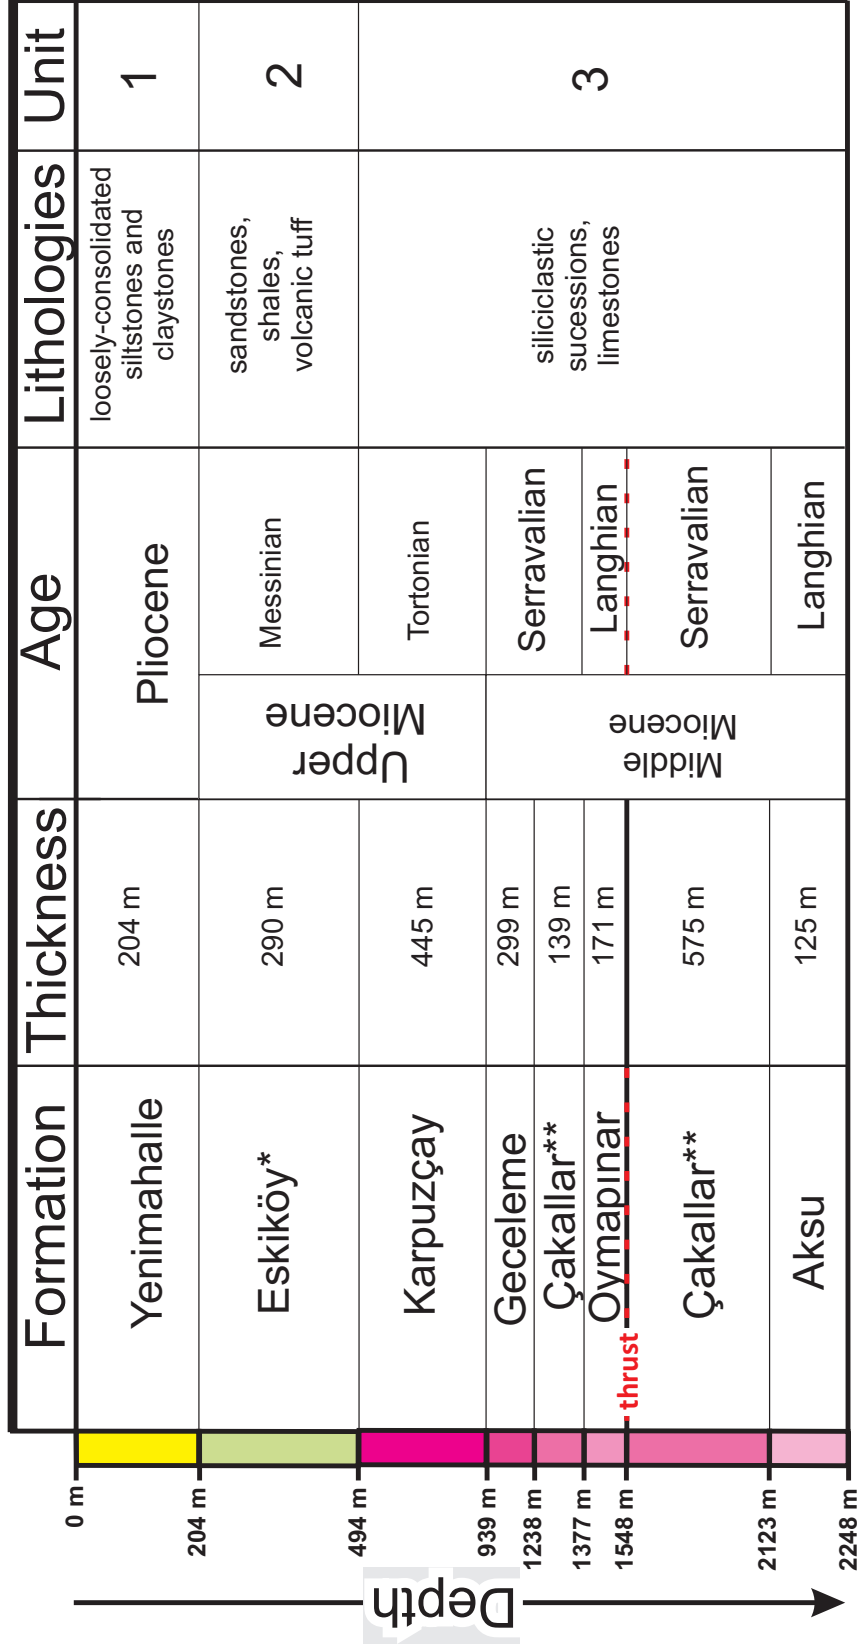 Depth
Formation
Thickness
Age
Lithologies
Unit
0 m
Yenimahalle
204 m
Pliocene
loosely-consolidated
siltstones and
claystones
1
204 m
Eskiköy*
290 m
Upper
Miocene
Messinian
sandstones,
shales,
volcanic tuff
2
494 m
Karpuzçay
445 m
Tortonian
siliciclastic
sucessions,
limestones
3
939 m
Geceleme
299 m
Middle
Miocene
Serravalian
1238 m
Çakallar**
139 m
1377 m
Oymapınar
171 m
Langhian
1548 m
thrust
Çakallar**
575 m
Serravalian
2123 m
Aksu
125 m
Langhian
2248 m